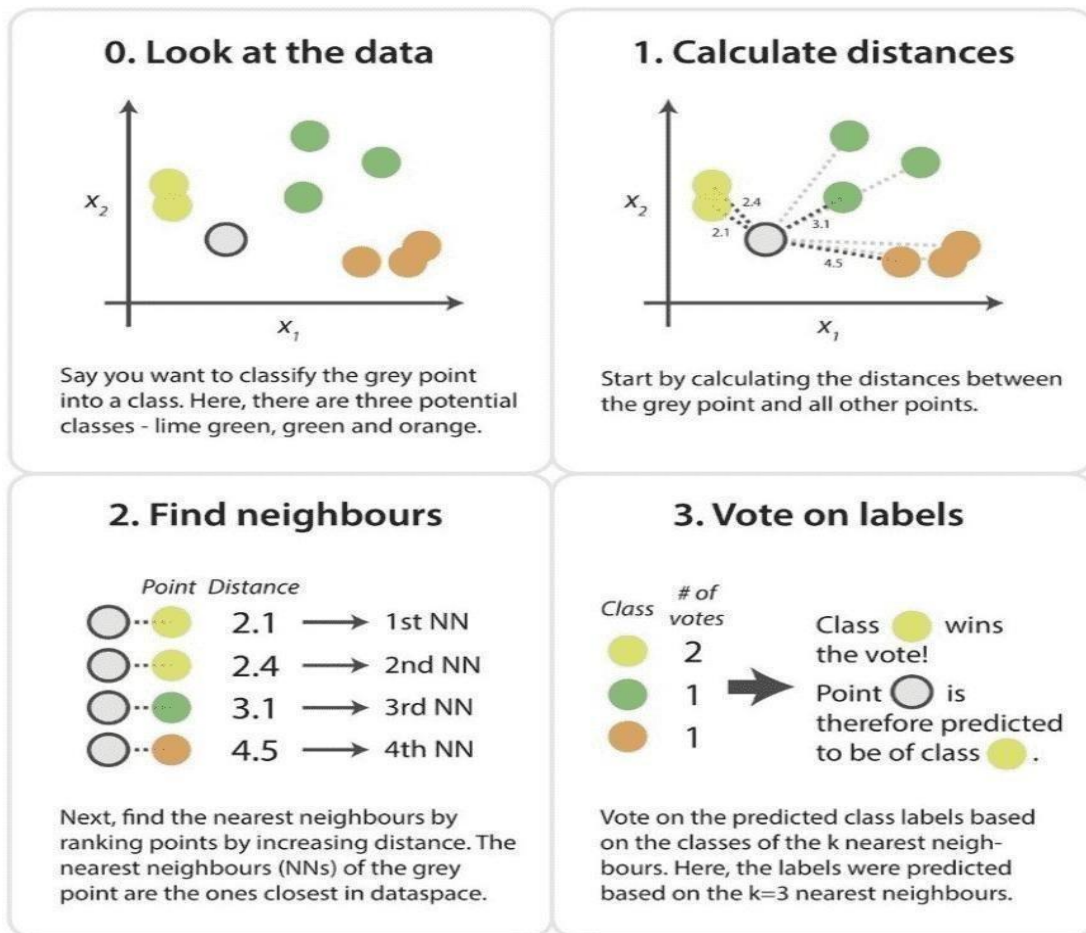 0. Look at the data
x2
x1
Say you want to classify the grey point
into a class. Here, there are three potential
classes - lime green, green and orange.
1. Calculate distances
x2
2.4
2.1
3.1
4.5
x1
Start by calculating the distances between
the grey point and all other points.
2. Find neighbours
Point Distance
2.1 1st NN
2.4 2nd NN
3.1 3rd NN
4.5 4th NN
Next, find the nearest neighbours by
ranking points by increasing distance. The
nearest neighbours (NNs) of the grey
point are the ones closest in dataspace.
3. Vote on labels
Class # of
votes
2
1
1
Class wins
the vote!
Point is
therefore predicted
to be of class .
Vote on the predicted class labels based
on the classes of the k nearest neigh-
bours. Here, the labels were predicted
based on the k=3 nearest neighbours.